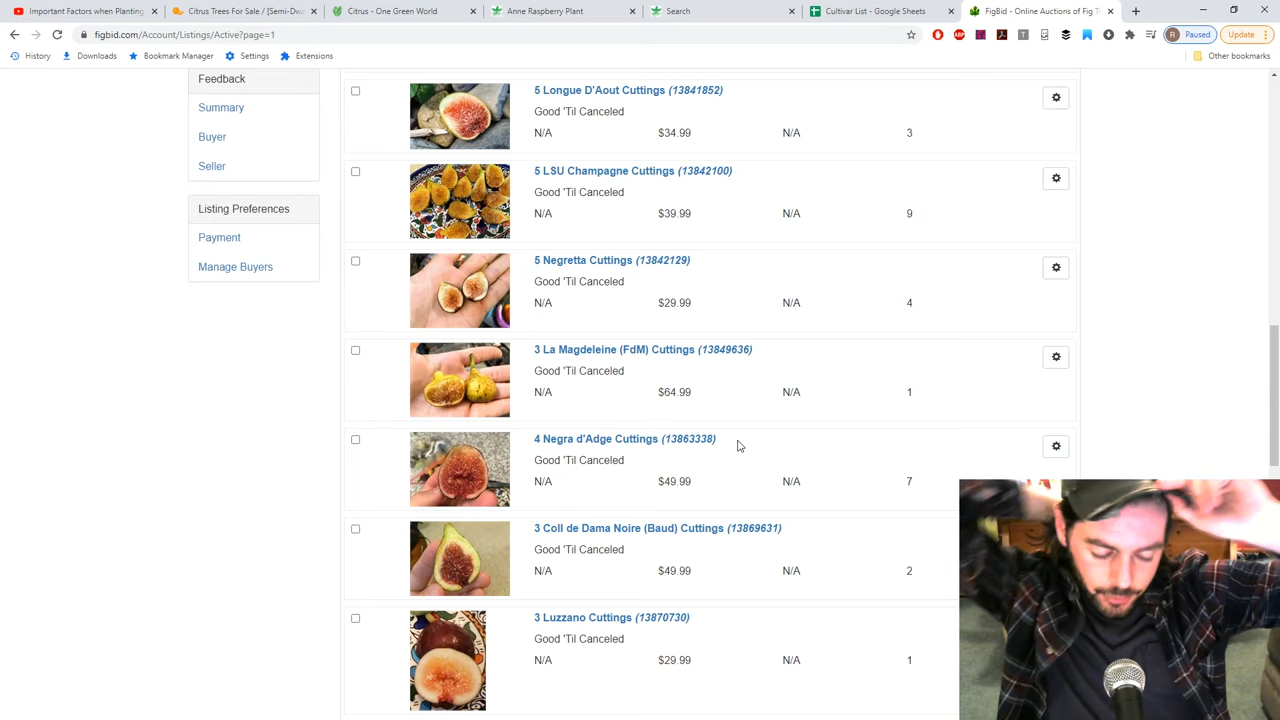 Important Factors when Planting
Citrus Trees For Sale / [Semi-Dw
Citrus - One Green World
Anne Raspberry Plant
Search
Cultivar List - Google Sheets
FigBid - Online Auctions of Fig T
figbid.com/Account/Listings/Active?page=1
ABP
T
R Paused
Update
History
Downloads
Bookmark Manager
Settings
Extensions
Other bookmarks
Feedback
Summary
Buyer
Seller
Listing Preferences
Payment
Manage Buyers
5 Longue D'Aout Cuttings (13841852)
Good 'Til Canceled
N/A $34.99 N/A 3
5 LSU Champagne Cuttings (13842100)
Good 'Til Canceled
N/A $39.99 N/A 9
5 Negretta Cuttings (13842129)
Good 'Til Canceled
N/A $29.99 N/A 4
3 La Magdeleine (FdM) Cuttings (13849636)
Good 'Til Canceled
N/A $64.99 N/A 1
4 Negra d'Adge Cuttings (13863338)
Good 'Til Canceled
N/A $49.99 N/A 7
3 Coll de Dama Noire (Baud) Cuttings (13869631)
Good 'Til Canceled
N/A $49.99 N/A 2
3 Luzzano Cuttings (13870730)
Good 'Til Canceled
N/A $29.99 N/A 1